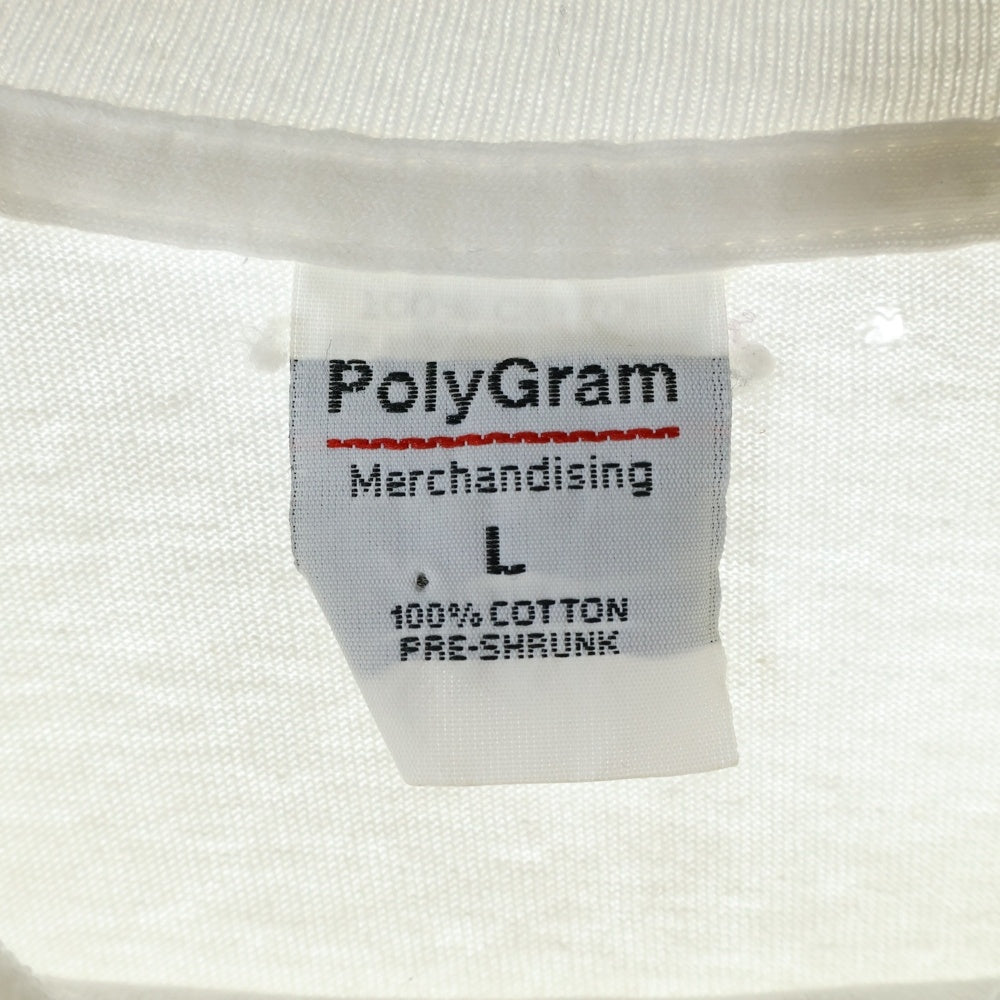 PolyGram
Merchandising
L
100% COTTON
PRE-SHRUNK